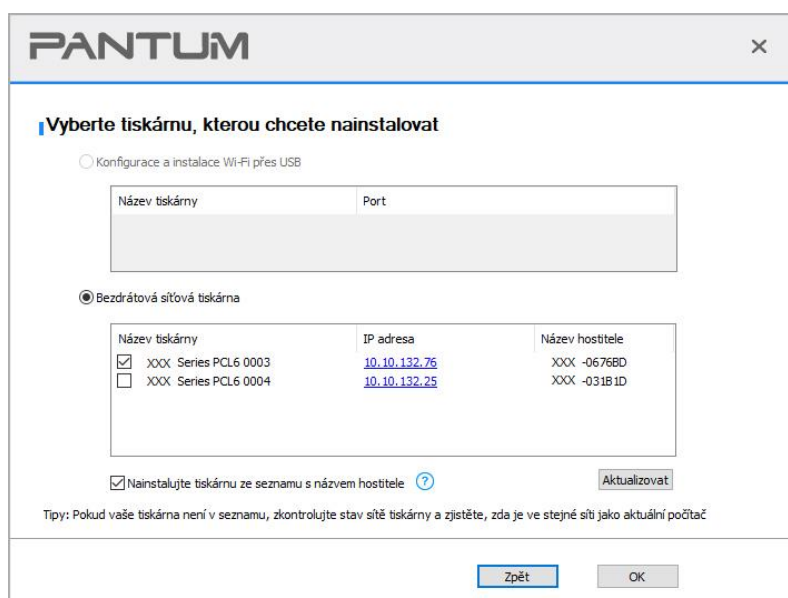 PANTUM
Vyberte tiskárnu, kterou chcete nainstalovat
Konfigurace a instalace Wi-Fi přes USB
Název tiskárny Port
Bezdrátová síťová tiskárna
Název tiskárny IP adresa Název hostitele
XXX Series PCL6 0003 10.10.132.76 XXX -0676BD
XXX Series PCL6 0004 10.10.132.25 XXX -031B1D
Nainstalujte tiskárnu ze seznamu s názvem hostitele ? Aktualizovat
Tipy: Pokud vaše tiskárna není v seznamu, zkontrolujte stav sítě tiskárny a zjistěte, zda je ve stejné síti jako aktuální počítač
Zpět OK